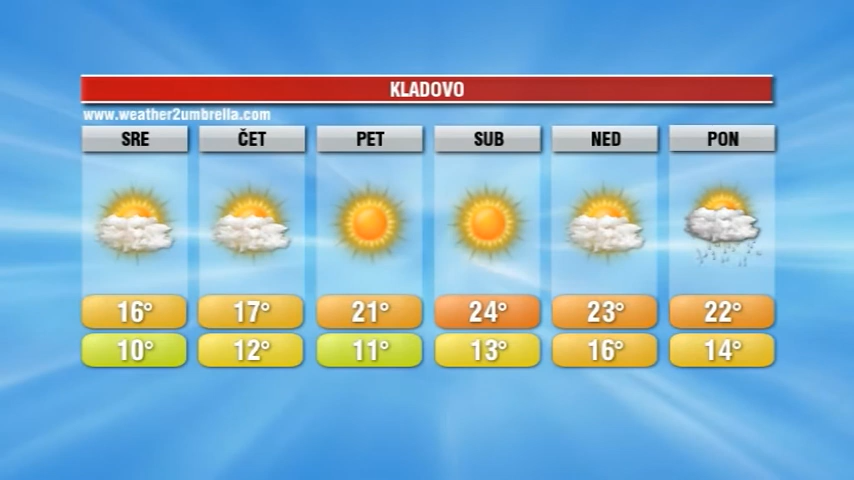 KLADOVO
www.weather2umbrella.com
SRE ČET PET SUB NED PON
16° 17° 21° 24° 23° 22°
10° 12° 11° 13° 16° 14°